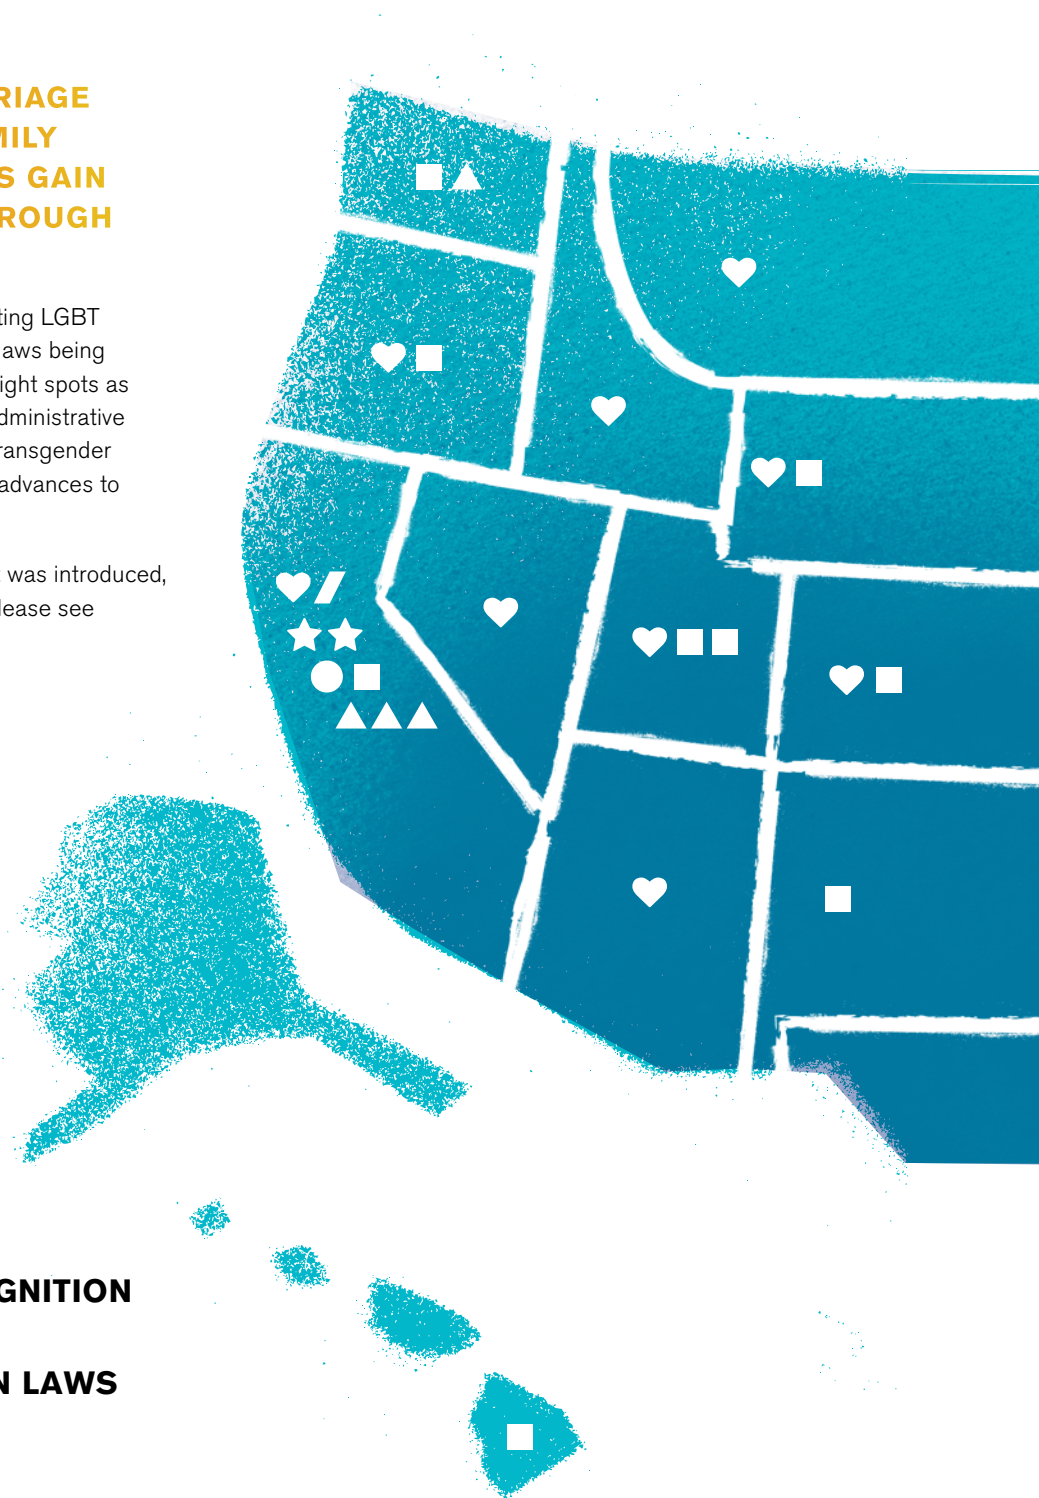 RIAGE
MILY
S GAIN
ROUGH
ting LGBT
aws being
ight spots as
dministrative
ransgender
advances to
was introduced,
lease see
GNITION
N LAWS